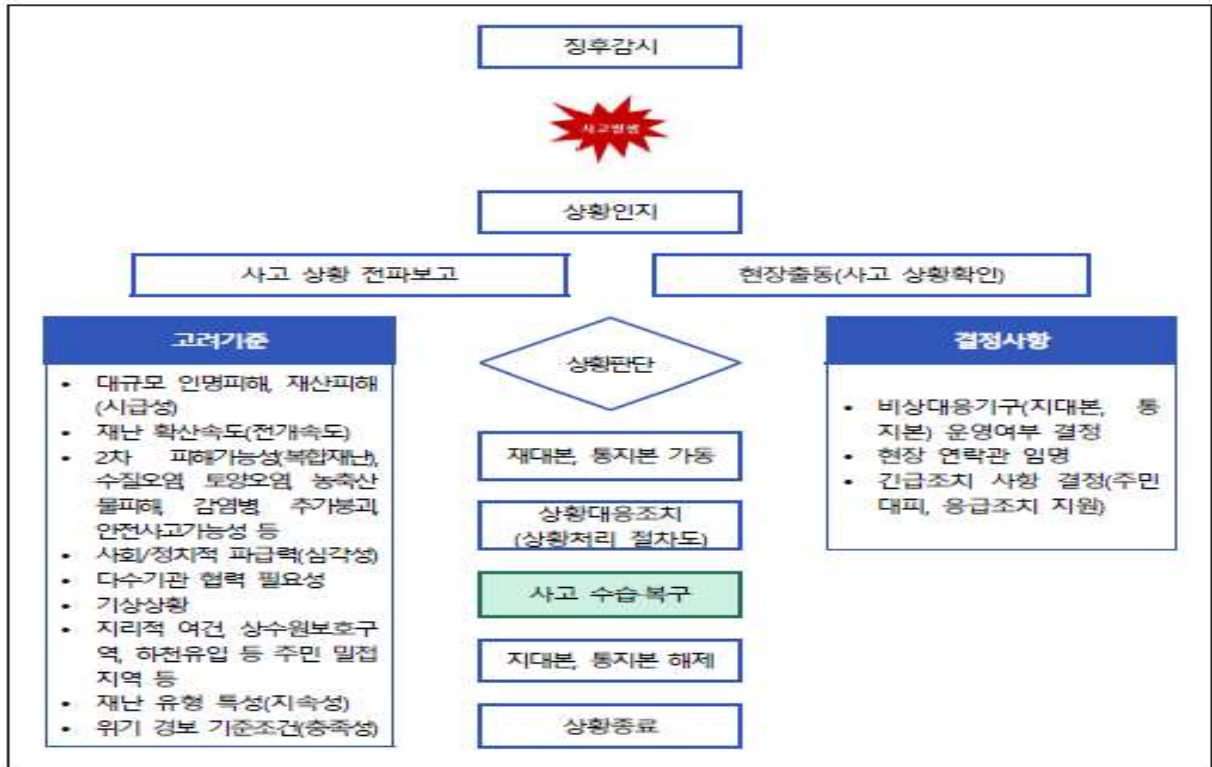 징후감시
사고발생
상황인지
사고 상황 전파보고
현장출동(사고 상황확인)
고려기준
• 대규모 인명피해, 재산피해
(시급성)
• 재난 확산속도(전개속도)
• 2차 피해가능성(복합재난),
수질오염, 토양오염, 농축산
물피해, 감염병, 추가붕괴,
안전사고가능성 등
• 사회/정치적 파급력(심각성)
• 다수기관 협력 필요성
• 기상상황
• 지리적 여건, 상수원보호구
역, 하천유입 등 주민 밀접
지역 등
• 재난 유형 특성(지속성)
• 위기 경보 기준조건(충족성)
상황판단
재대본, 통지본 가동
상황대응조치
(상황처리 절차도)
사고 수습·복구
지대본, 통지본 해제
상황종료
결정사항
• 비상대응기구(지대본, 통
지본) 운영여부 결정
• 현장 연락관 임명
• 긴급조치 사항 결정(주민
대피, 응급조치 지원)